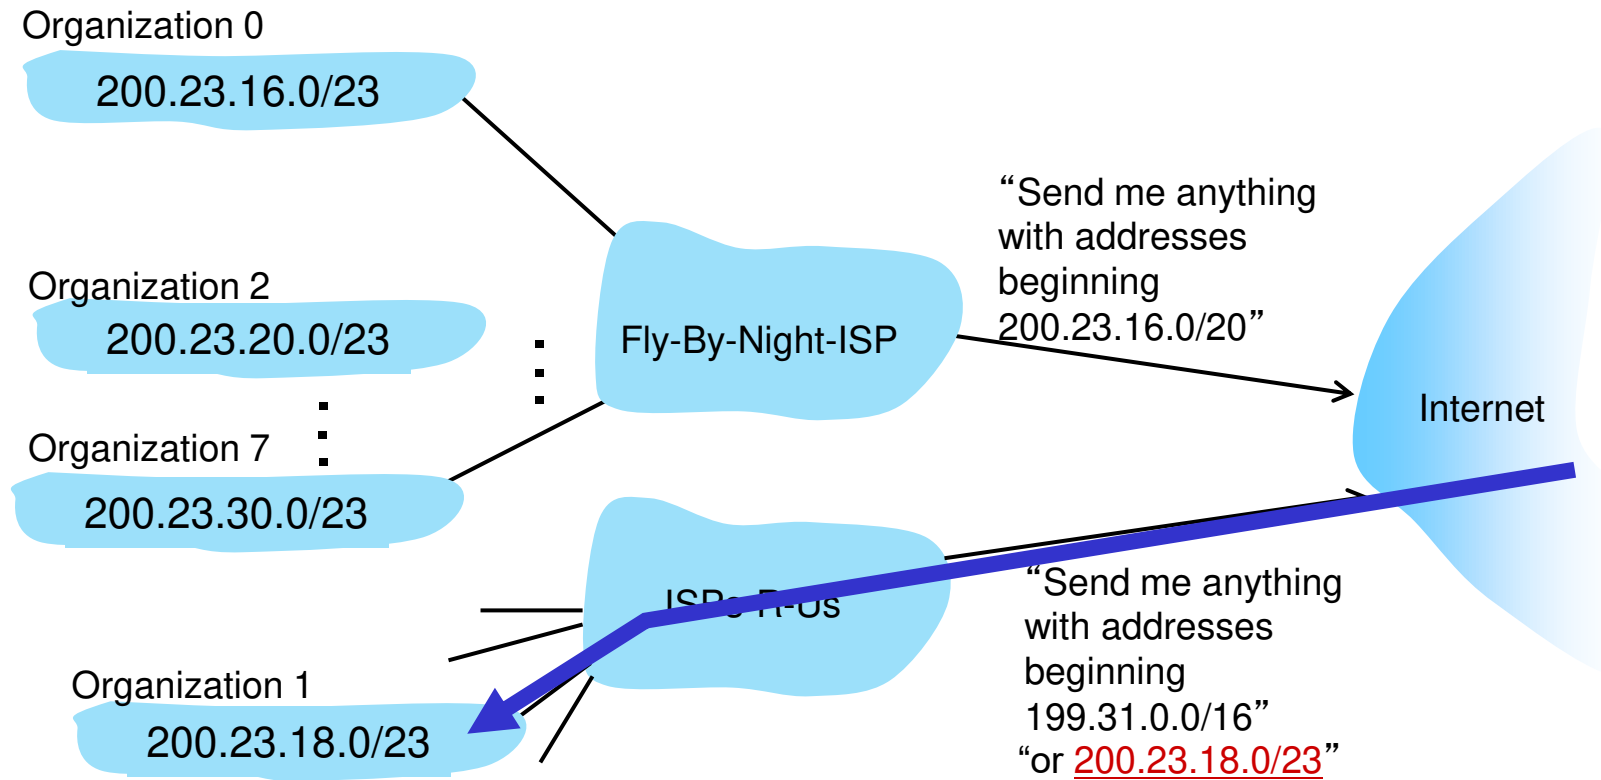 Organization 0
200.23.16.0/23
Organization 2
200.23.20.0/23
Organization 7
200.23.30.0/23
Fly-By-Night-ISP
“Send me anything
with addresses
beginning
200.23.16.0/20”
Internet
ISPs-R-Us
“Send me anything
with addresses
beginning
199.31.0.0/16”
“or 200.23.18.0/23”
Organization 1
200.23.18.0/23